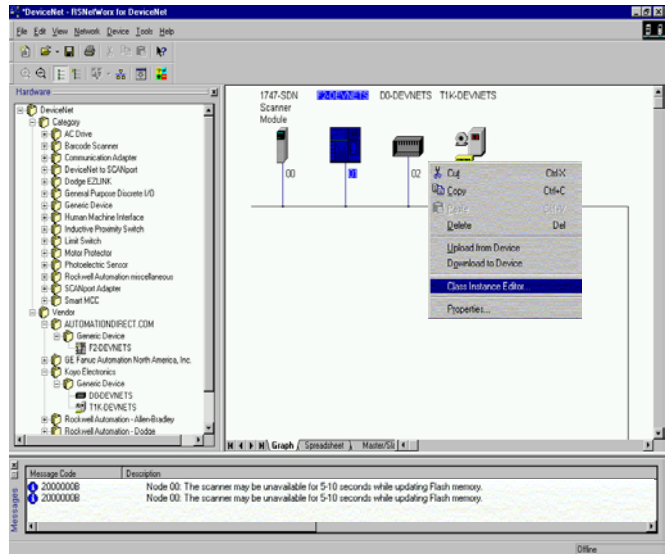 *DeviceNet - RSNetWorx for DeviceNet
File Edit View Network Device Tools Help
Hardware
DeviceNet
Category
AC Drive
Barcode Scanner
Communication Adapter
DeviceNet to SCANport
Dodge EZLINK
General Purpose Discrete I/O
Generic Device
Human Machine Interface
Inductive Proximity Switch
Limit Switch
Motor Protector
Photoelectric Sensor
Rockwell Automation miscellaneous
SCANport Adapter
Smart MCC
Vendor
AUTOMATIONDIRECT.COM
Generic Device
F2-DEVNETS
GE Fanuc Automation North America, Inc.
Koyo Electronics
Generic Device
D0-DEVNETS
T1K-DEVNETS
Rockwell Automation - Allen-Bradley
Rockwell Automation - Dodge
1747-SDN Scanner Module
F2-DEVNETS
D0-DEVNETS
T1K-DEVNETS
00
01
02
Cut Ctrl+X
Copy Ctrl+C
Paste Ctrl+V
Delete Del
Upload from Device
Download to Device
Class Instance Editor...
Properties...
Graph Spreadsheet Master/Sl
Messages
Message Code Description
2000000B Node 00: The scanner may be unavailable for 5-10 seconds while updating Flash memory.
2000000B Node 00: The scanner may be unavailable for 5-10 seconds while updating Flash memory.
Offline